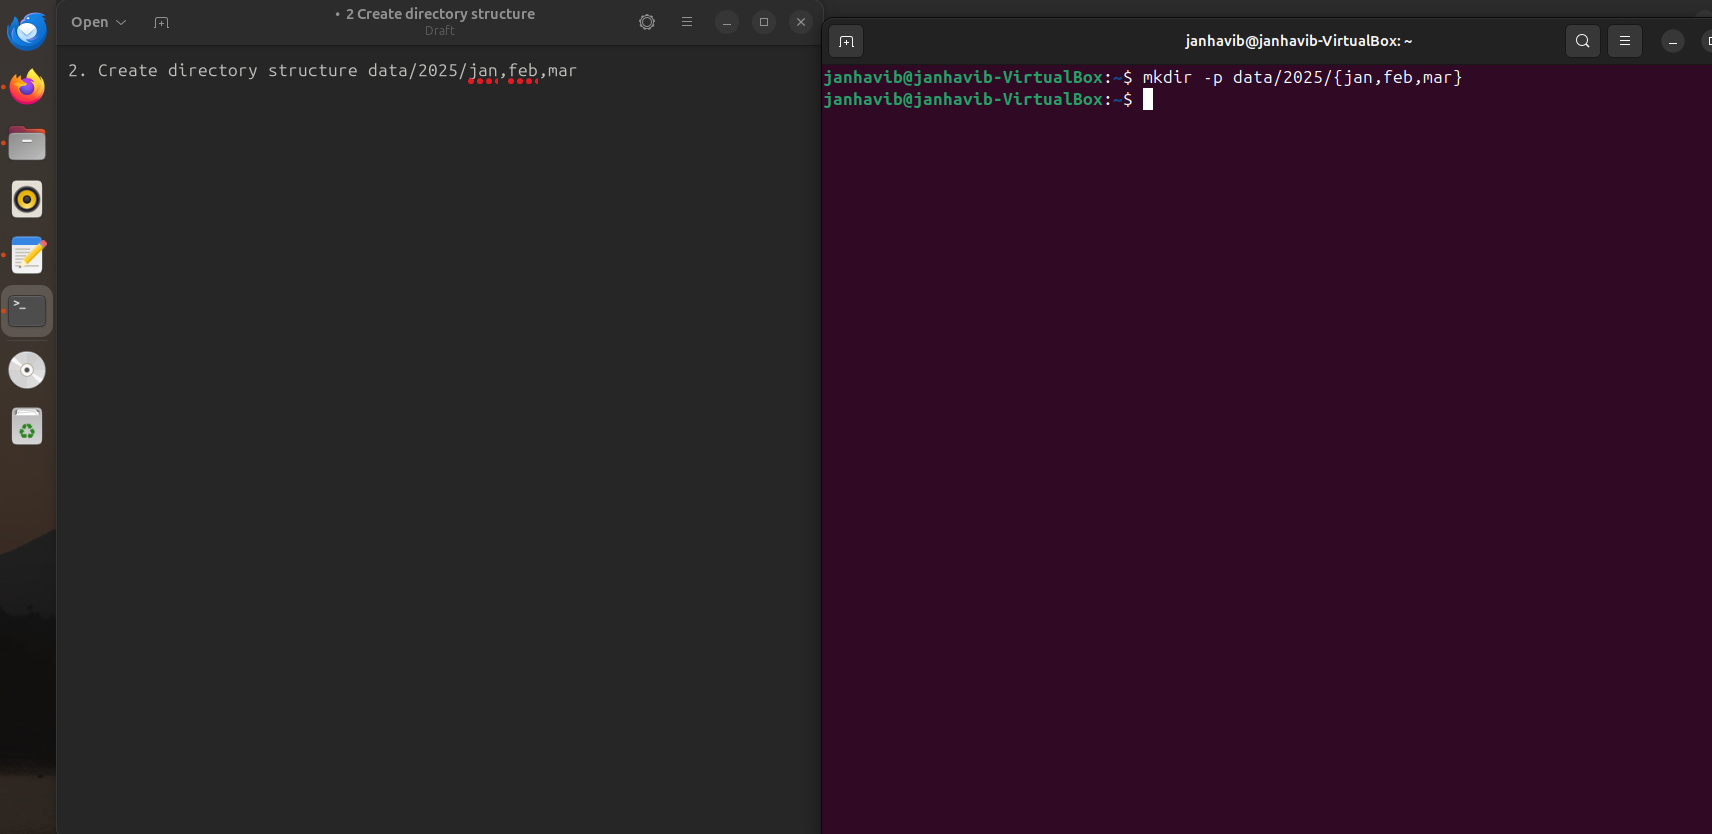 Open
• 2 Create directory structure
Draft
2. Create directory structure data/2025/jan,feb,mar
janhavib@janhavib-VirtualBox: ~
janhavib@janhavib-VirtualBox:~$ mkdir -p data/2025/{jan,feb,mar}
janhavib@janhavib-VirtualBox:~$
>_